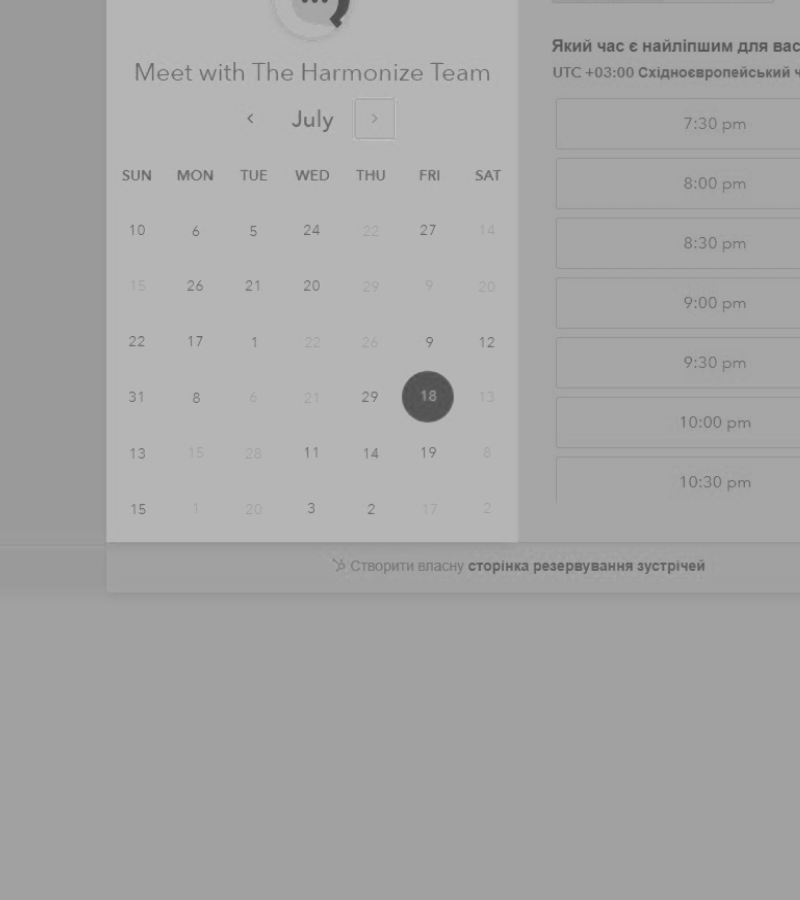 Meet with The Harmonize Team
July
SUN MON TUE WED THU FRI SAT
10 6 5 24 22 27 14
15 26 21 20 29 9 20
22 17 1 22 26 9 12
31 8 6 21 29 18 13
13 15 28 11 14 19 8
15 1 20 3 2 17 2
Який час є найліпшим для вас
UTC +03:00 Східноєвропейський ч
7:30 pm
8:00 pm
8:30 pm
9:00 pm
9:30 pm
10:00 pm
10:30 pm
Створити власну сторінка резервування зустрічей